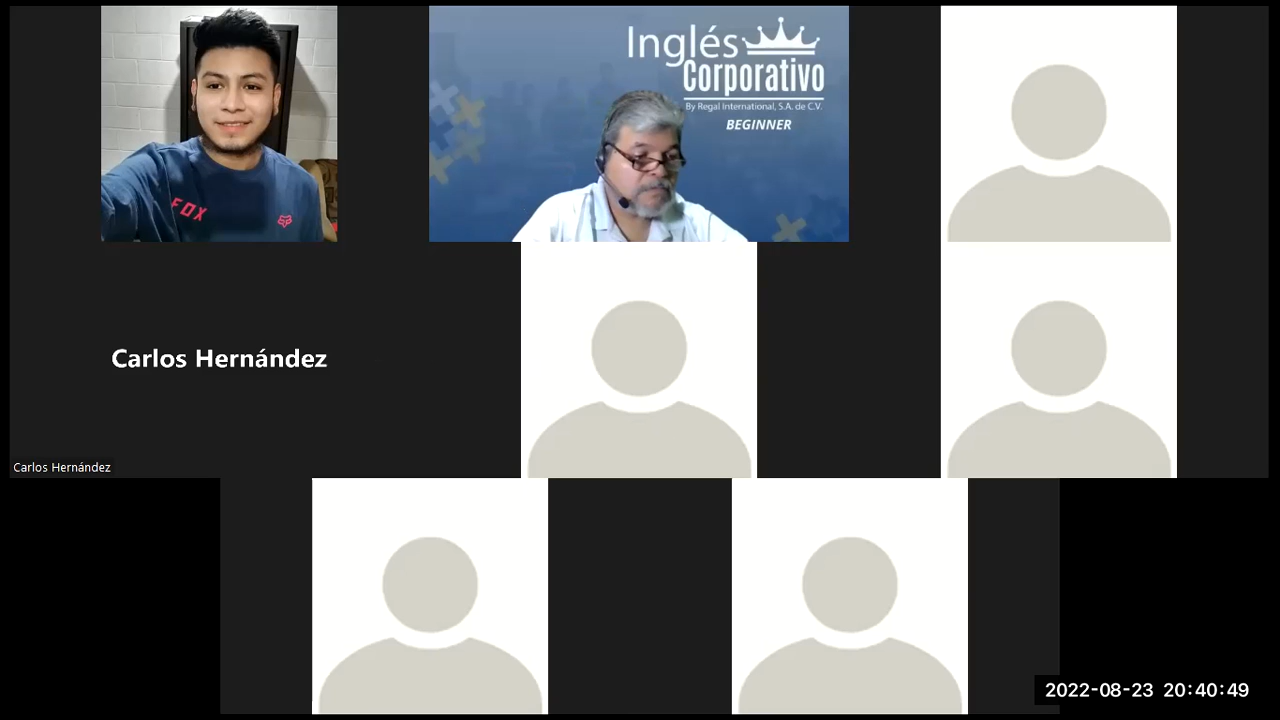 Inglés
Corporativo
By Regal International, S.A. de C.V.
BEGINNER
FOX
Carlos Hernández
Carlos Hernández
2022-08-23 20:40:49